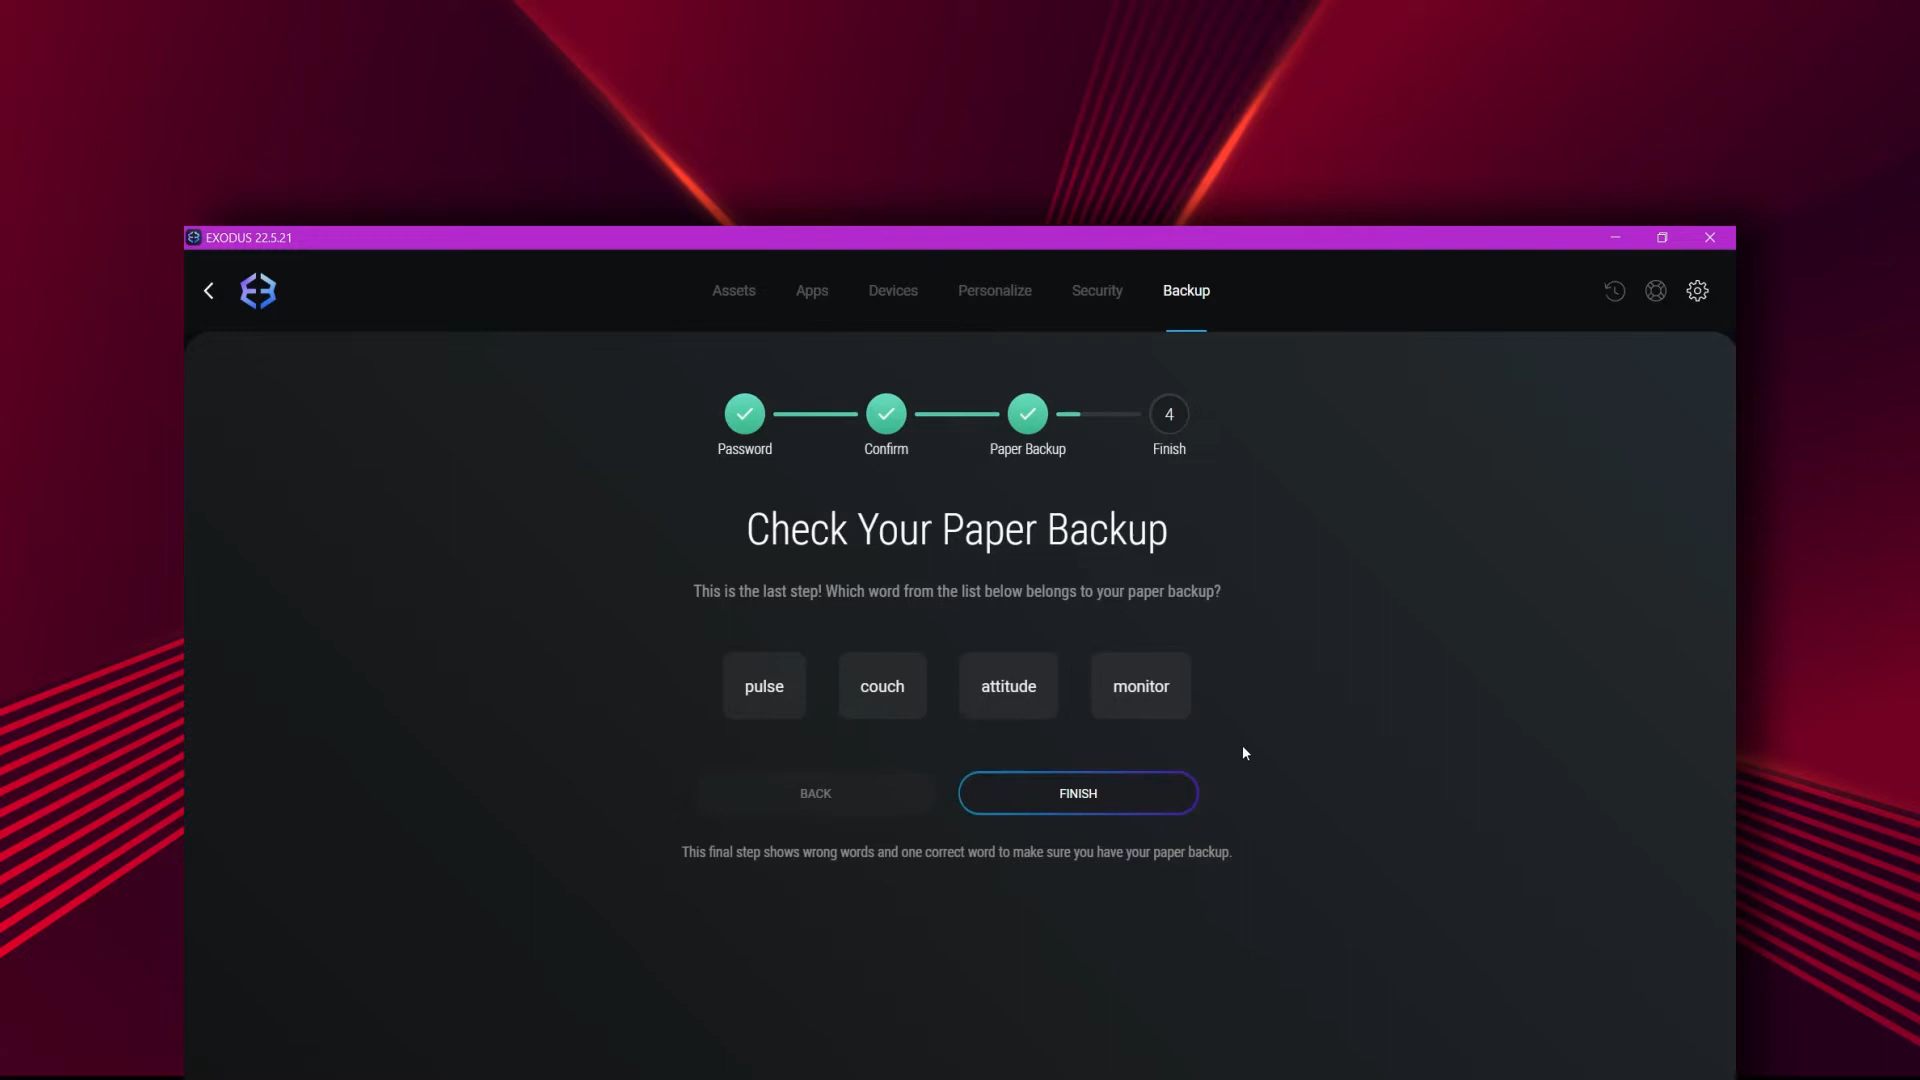 EXODUS 22.5.21
Assets Apps Devices Personalize Security Backup
4
Password Confirm Paper Backup Finish
Check Your Paper Backup
This is the last step! Which word from the list below belongs to your paper backup?
pulse couch attitude monitor
BACK FINISH
This final step shows wrong words and one correct word to make sure you have your paper backup.